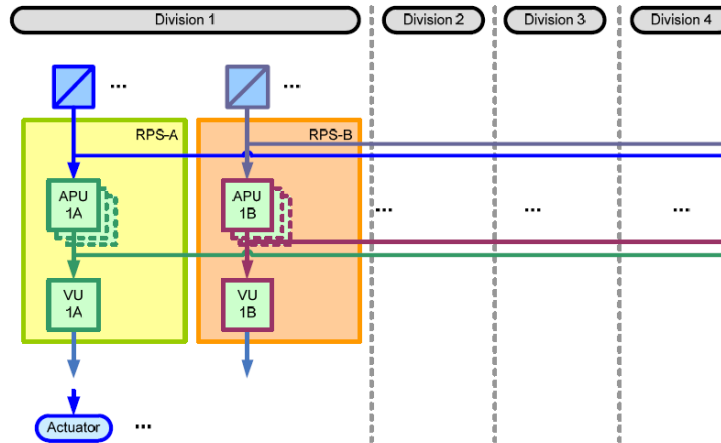 Division 1
Division 2
Division 3
Division 4
...
...
RPS-A
RPS-B
APU
1A
APU
1B
...
...
...
VU
1A
VU
1B
Actuator
...